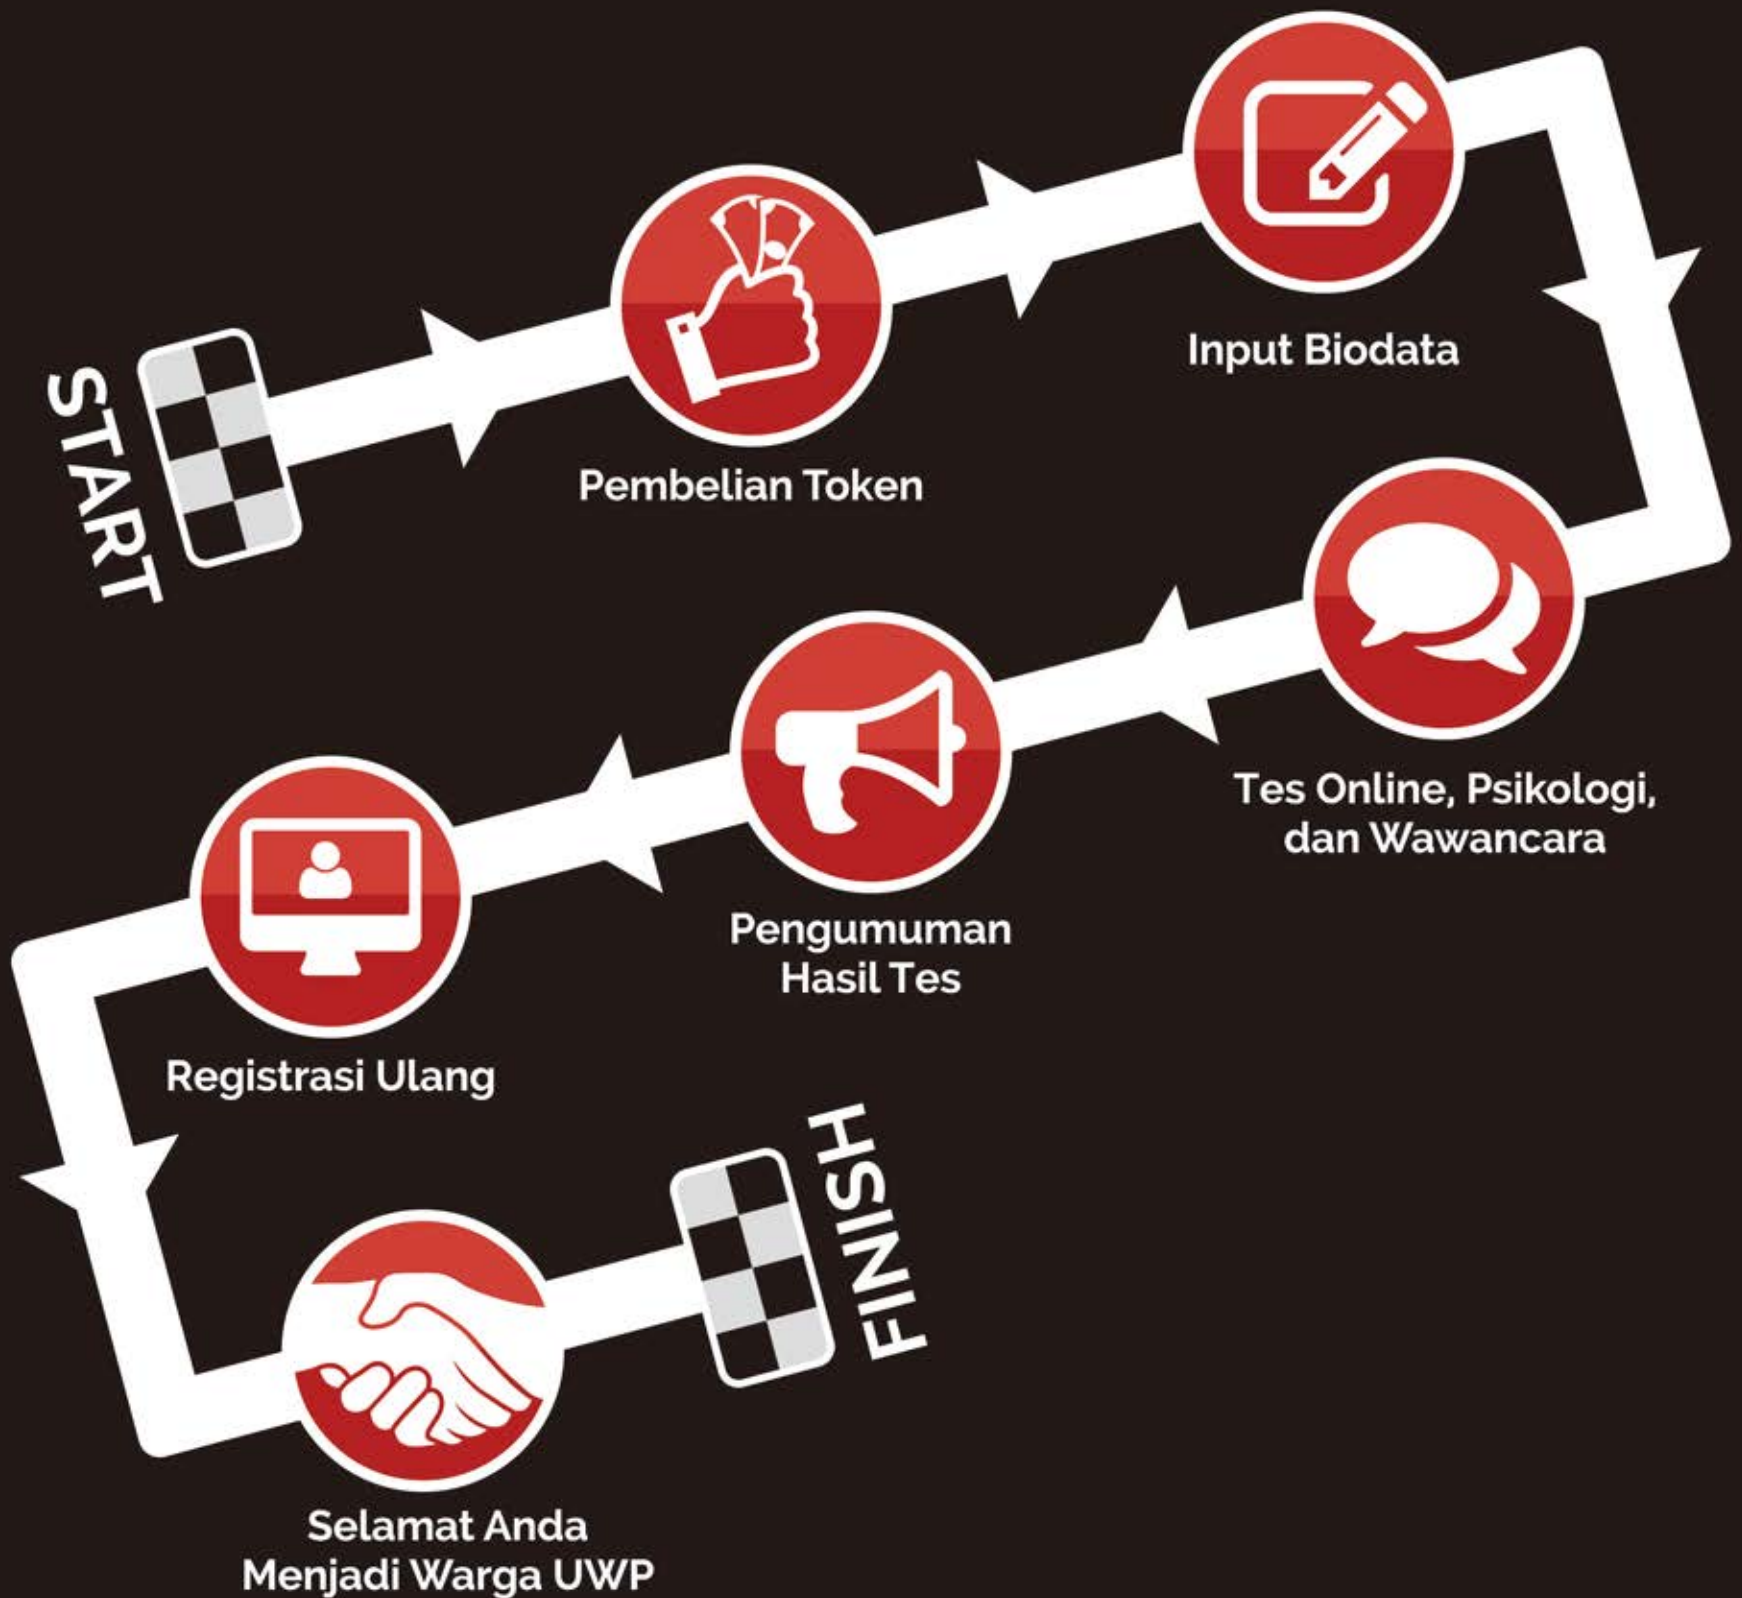 START
Pembelian Token
Input Biodata
Tes Online, Psikologi,
dan Wawancara
Pengumuman
Hasil Tes
Registrasi Ulang
Selamat Anda
Menjadi Warga UWP
FINISH